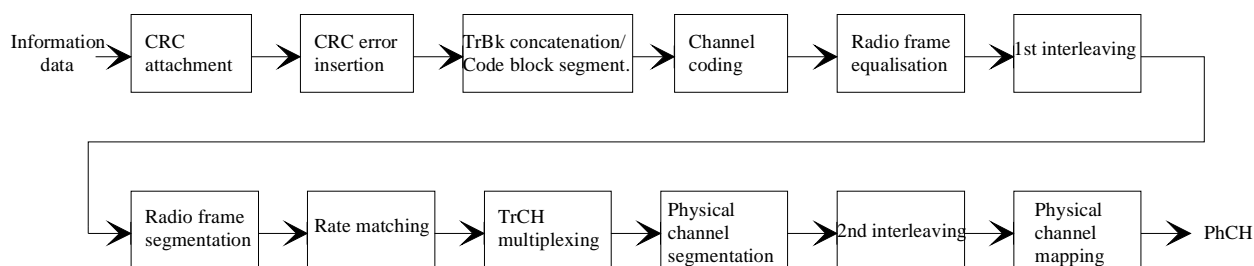 Information
data
CRC
attachment
CRC error
insertion
TrBk concatenation/
Code block segment.
Channel
coding
Radio frame
equalisation
1st interleaving
Radio frame
segmentation
Rate matching
TrCH
multiplexing
Physical
channel
segmentation
2nd interleaving
Physical
channel
mapping
PhCH